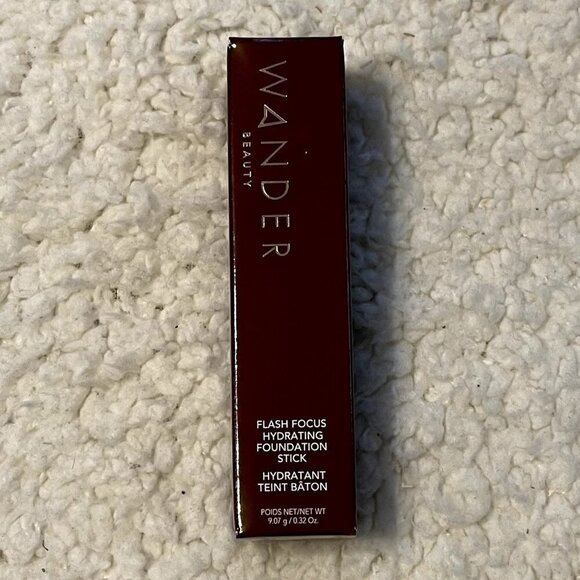 WANDER
BEAUTY
FLASH FOCUS
HYDRATING
FOUNDATION
STICK
HYDRATANT
TEINT BÂTON
POIDS NET/NET WT
9.07 g / 0.32 Oz.